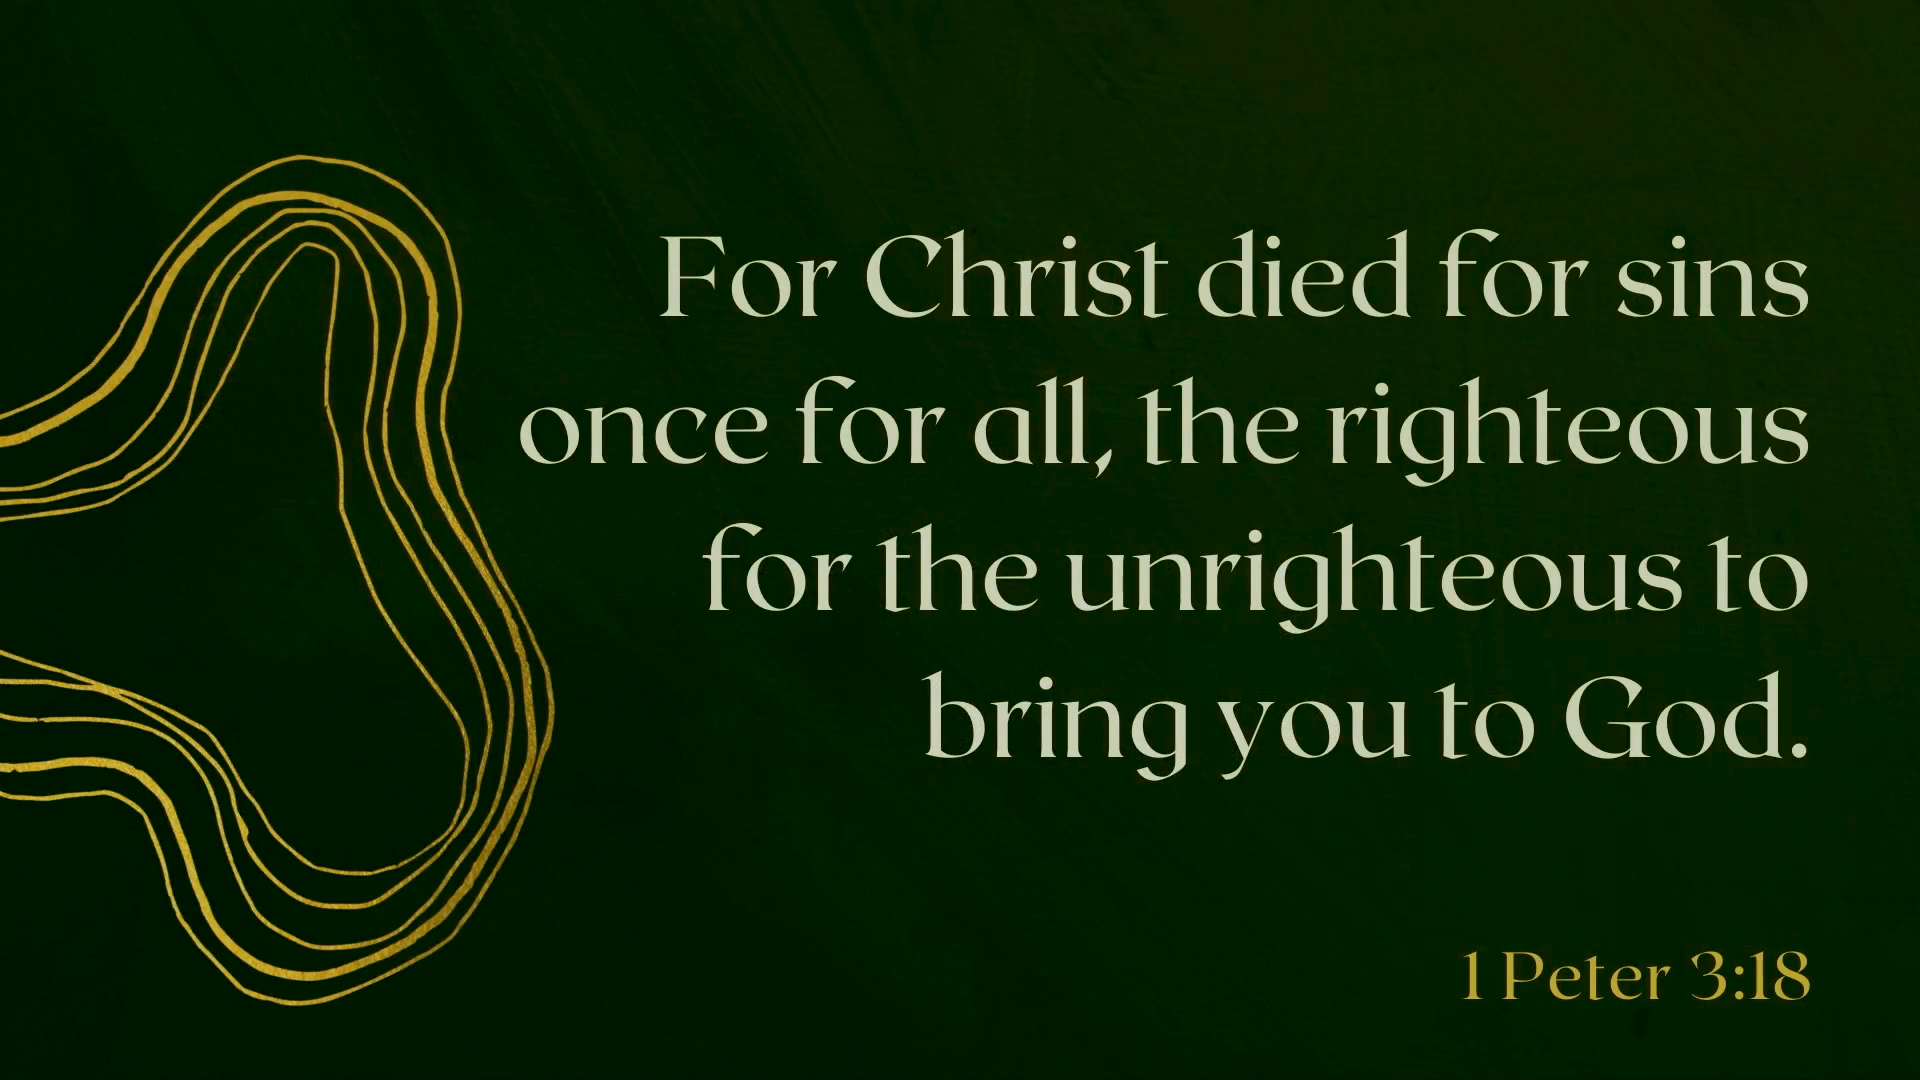 For Christ died for sins
once for all, the righteous
for the unrighteous to
bring you to God.
1 Peter 3:18